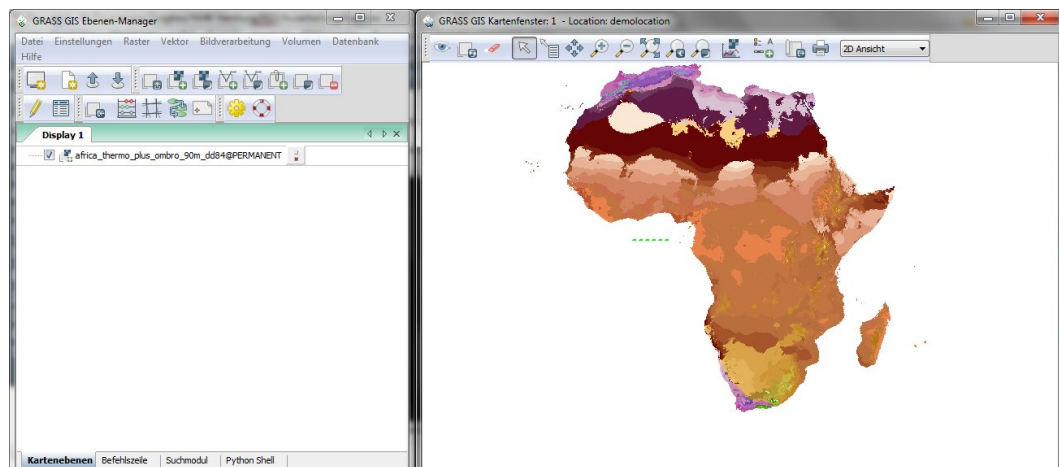 GRASS GIS Ebenen-Manager
Datei Einstellungen Raster Vektor Bildverarbeitung Volumen Datenbank
Hilfe
Display 1
africa_thermo_plus_ombro_90m_dd84@PERMANENT
Kartenebenen Befehlszeile Suchmodul Python Shell
GRASS GIS Kartenfenster: 1 - Location: demolocation
2D Ansicht